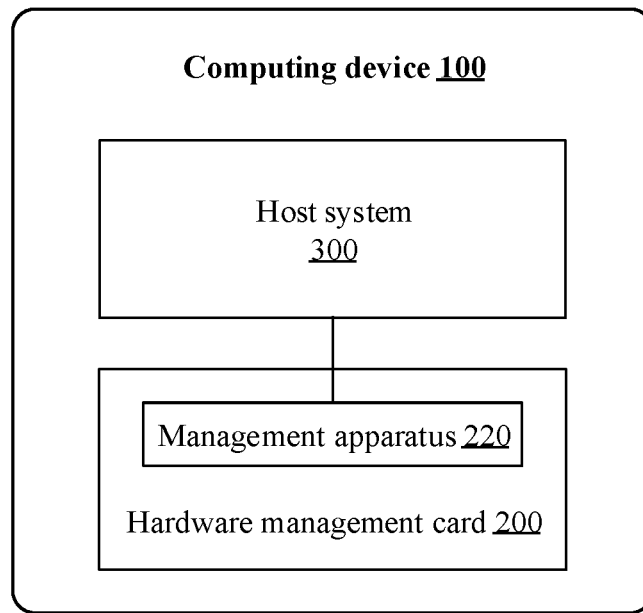 Computing device 100
Host system
300
Management apparatus 220
Hardware management card 200